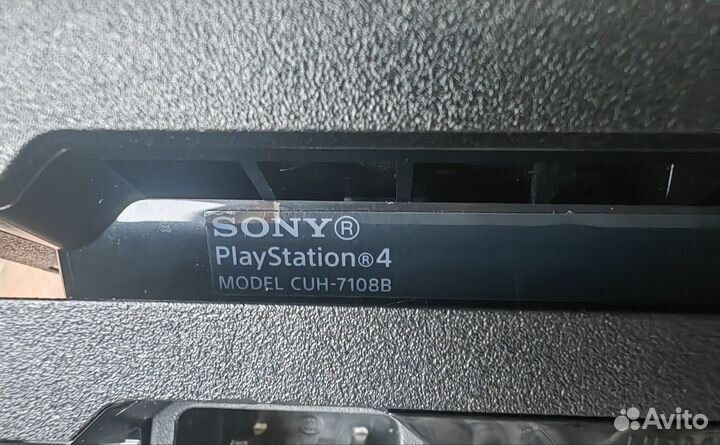 SONY®
PlayStation®4
MODEL CUH-7108B
Avito